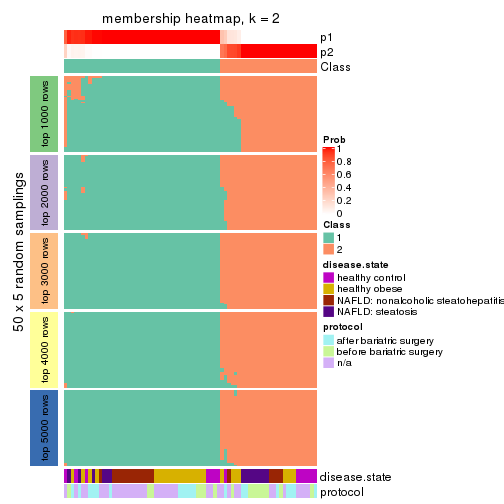 membership heatmap, k = 2
p1
p2
Class
50 x 5 random samplings
top 1000 rows
top 2000 rows
top 3000 rows
top 4000 rows
top 5000 rows
Prob
1
0.8
0.6
0.4
0.2
0
Class
1
2
disease.state
healthy control
healthy obese
NAFLD: nonalcoholic steatohepatitis
NAFLD: steatosis
protocol
after bariatric surgery
before bariatric surgery
n/a
disease.state
protocol